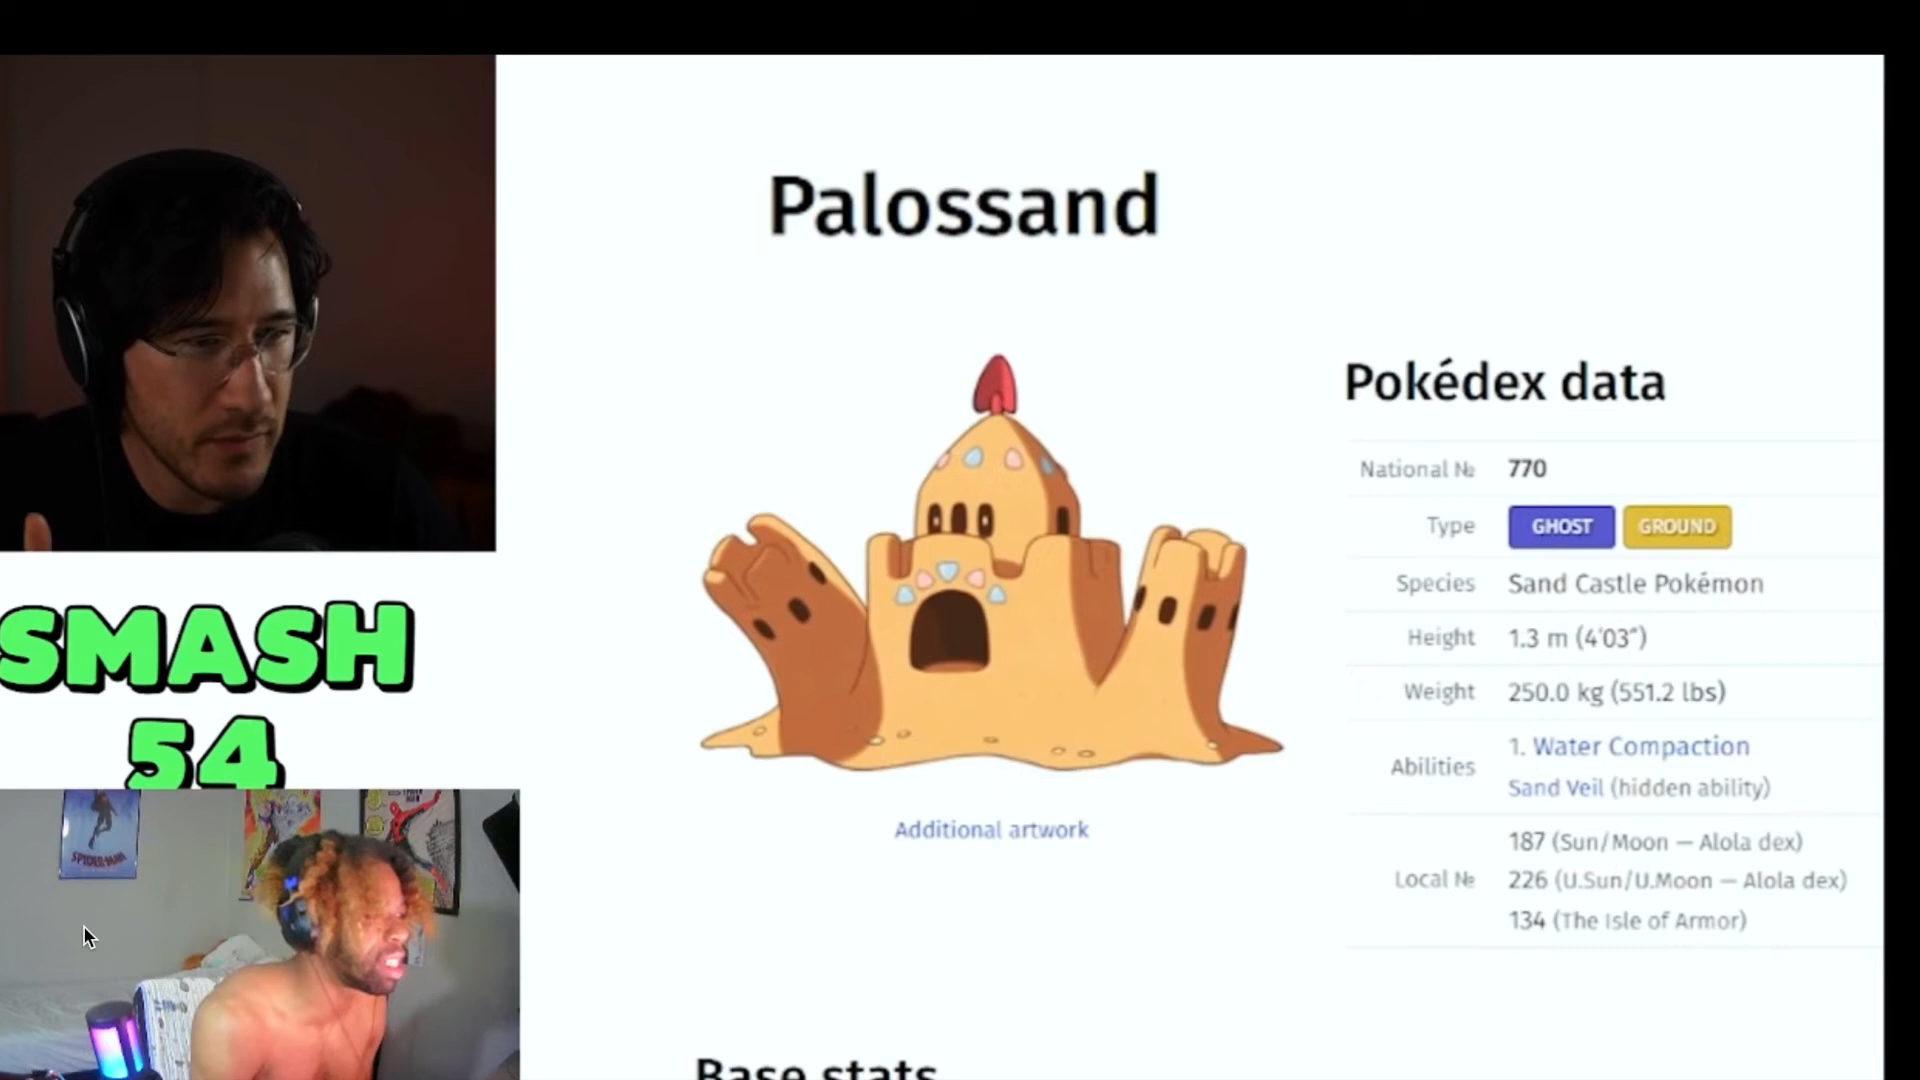 Palossand
Pokédex data
National № 770
Type GHOST GROUND
Species Sand Castle Pokémon
Height 1.3 m (4′03″)
Weight 250.0 kg (551.2 lbs)
Abilities 1. Water Compaction
Sand Veil (hidden ability)
Local № 187 (Sun/Moon — Alola dex)
226 (U.Sun/U.Moon — Alola dex)
134 (The Isle of Armor)
Additional artwork
Base stats
SMASH
54
SPIDER-MAN